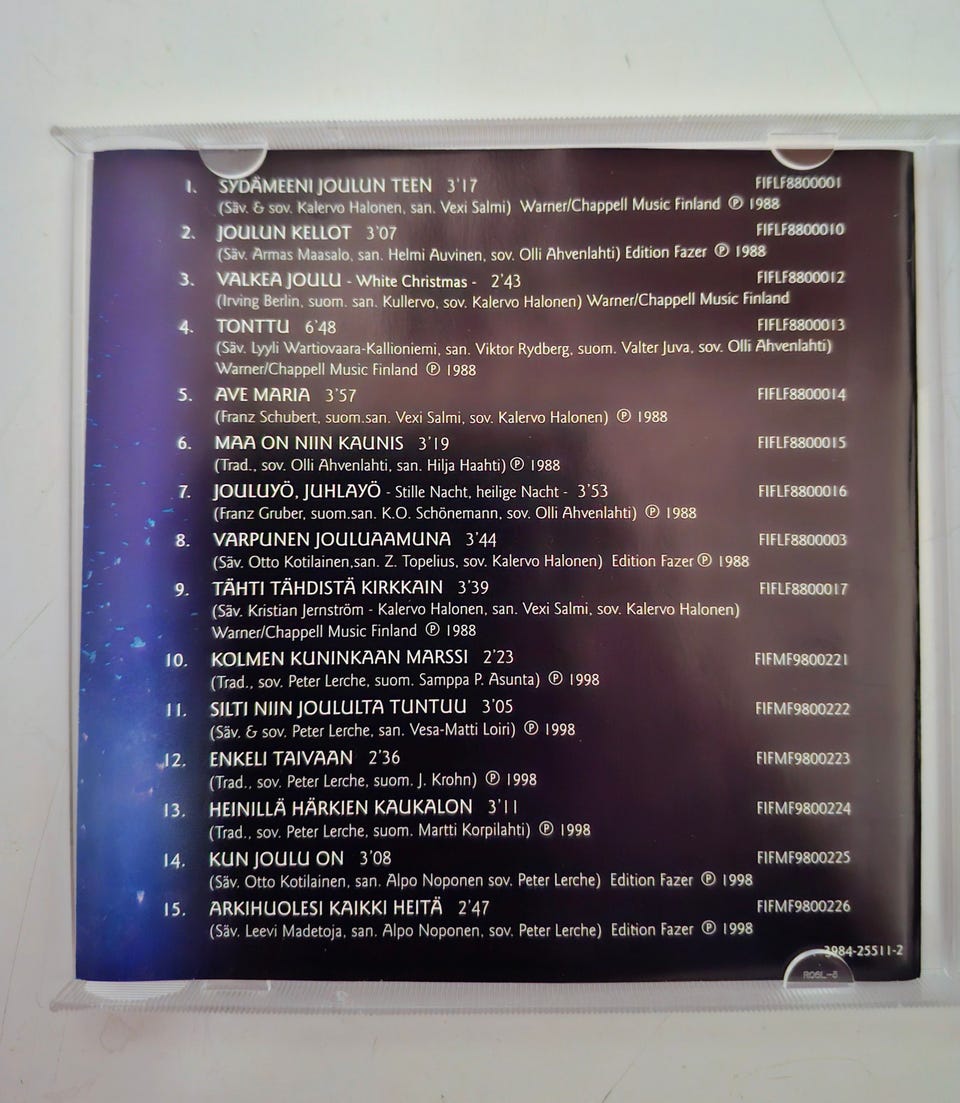 1. SYDÄMEENI JOULUN TEEN 3'17 FIFLF8800001
(Säv. & sov. Kalervo Halonen, san. Vexi Salmi) Warner/Chappell Music Finland ℗ 1988
2. JOULUN KELLOT 3'07 FIFLF8800010
(Säv. Armas Maasalo, san. Helmi Auvinen, sov. Olli Ahvenlahti) Edition Fazer ℗ 1988
3. VALKEA JOULU - White Christmas - 2'43 FIFLF8800012
(Irving Berlin, suom. san. Kullervo, sov. Kalervo Halonen) Warner/Chappell Music Finland
4. TONTTU 6'48 FIFLF8800013
(Säv. Lyyli Wartiovaara-Kallioniemi, san. Viktor Rydberg, suom. Valter Juva, sov. Olli Ahvenlahti)
Warner/Chappell Music Finland ℗ 1988
5. AVE MARIA 3'57 FIFLF8800014
(Franz Schubert, suom.san. Vexi Salmi, sov. Kalervo Halonen) ℗ 1988
6. MAA ON NIIN KAUNIS 3'19 FIFLF8800015
(Trad., sov. Olli Ahvenlahti, san. Hilja Haahti) ℗ 1988
7. JOULUYÖ, JUHLAYÖ - Stille Nacht, heilige Nacht - 3'53 FIFLF8800016
(Franz Gruber, suom.san. K.O. Schönemann, sov. Olli Ahvenlahti) ℗ 1988
8. VARPUNEN JOULUAAMUNA 3'44 FIFLF8800003
(Säv. Otto Kotilainen,san. Z. Topelius, sov. Kalervo Halonen) Edition Fazer ℗ 1988
9. TÄHTI TÄHDISTÄ KIRKKAIN 3'39 FIFLF8800017
(Säv. Kristian Jernström - Kalervo Halonen, san. Vexi Salmi, sov. Kalervo Halonen)
Warner/Chappell Music Finland ℗ 1988
10. KOLMEN KUNINKAAN MARSSI 2'23 FIFMF9800221
(Trad., sov. Peter Lerche, suom. Samppa P. Asunta) ℗ 1998
11. SILTI NIIN JOULULTA TUNTUU 3'05 FIFMF9800222
(Säv. & sov. Peter Lerche, san. Vesa-Matti Loiri) ℗ 1998
12. ENKELI TAIVAAN 2'36 FIFMF9800223
(Trad., sov. Peter Lerche, suom. J. Krohn) ℗ 1998
13. HEINILLÄ HÄRKIEN KAUKALON 3'11 FIFMF9800224
(Trad., sov. Peter Lerche, suom. Martti Korpilahti) ℗ 1998
14. KUN JOULU ON 3'08 FIFMF9800225
(Säv. Otto Kotilainen, san. Alpo Noponen sov. Peter Lerche) Edition Fazer ℗ 1998
15. ARKIHUOLESI KAIKKI HEITÄ 2'47 FIFMF9800226
(Säv. Leevi Madetoja, san. Alpo Noponen, sov. Peter Lerche) Edition Fazer ℗ 1998
3984-25511-2